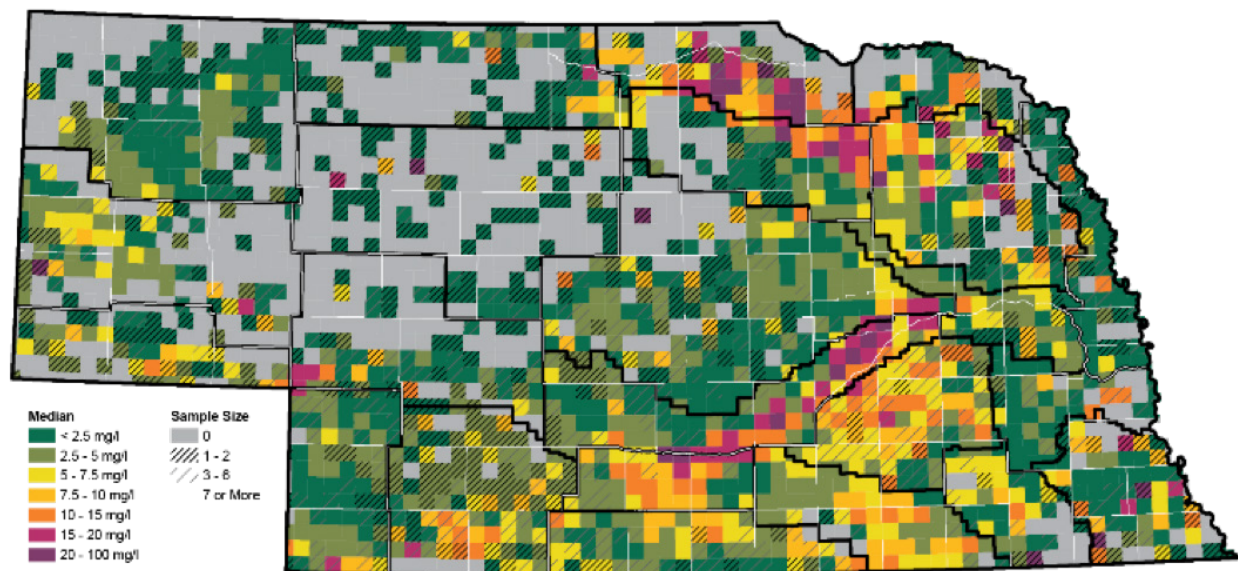 Median
< 2.5 mg/l
2.5 - 5 mg/l
5 - 7.5 mg/l
7.5 - 10 mg/l
10 - 15 mg/l
15 - 20 mg/l
20 - 100 mg/l
Sample Size
0
1 - 2
3 - 6
7 or More